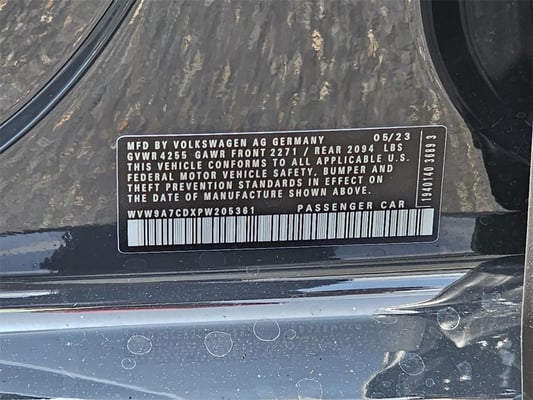 MFD BY VOLKSWAGEN AG GERMANY 05/23
GVWR 4255 GAWR FRONT 2271 / REAR 2094 LBS
THIS VEHICLE CONFORMS TO ALL APPLICABLE U.S.
FEDERAL MOTOR VEHICLE SAFETY, BUMPER AND
THEFT PREVENTION STANDARDS IN EFFECT ON
THE DATE OF MANUFACTURE SHOWN ABOVE.
WVW9A7CDXPW205361 PASSENGER CAR
1940140 36893